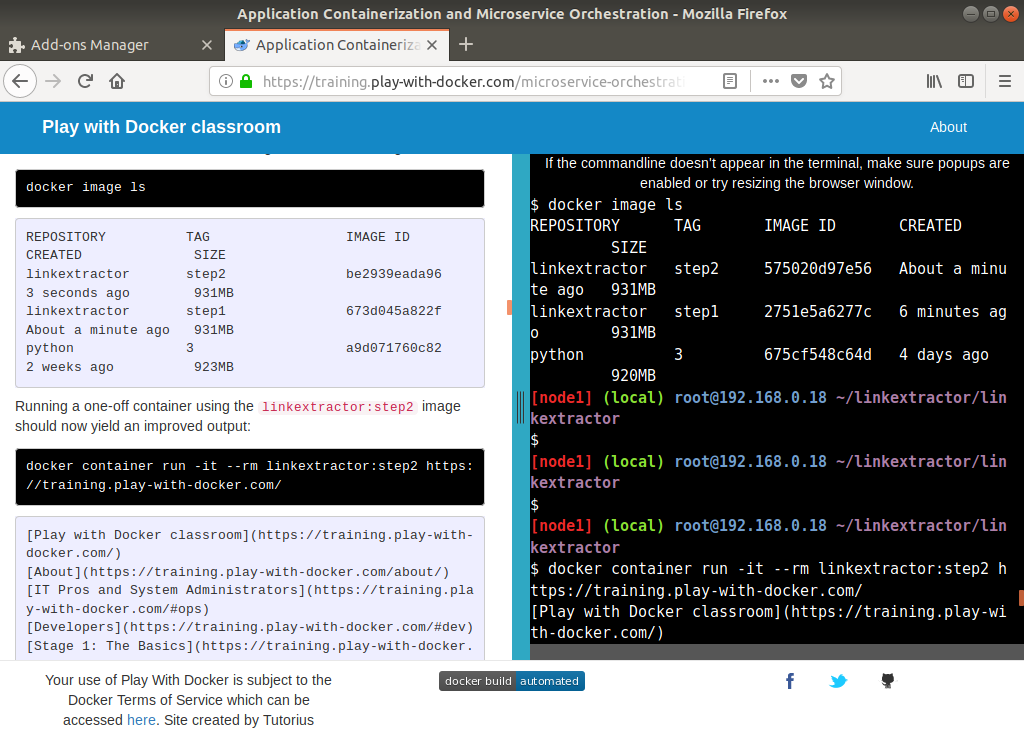 Application Containerization and Microservice Orchestration - Mozilla Firefox
Add-ons Manager
Application Containeriza
https://training.play-with-docker.com/microservice-orchestrati
Play with Docker classroom
About
docker image ls
REPOSITORY TAG IMAGE ID
CREATED SIZE
linkextractor step2 be2939eada96
3 seconds ago 931MB
linkextractor step1 673d045a822f
About a minute ago 931MB
python 3 a9d071760c82
2 weeks ago 923MB
Running a one-off container using the linkextractor:step2 image
should now yield an improved output:
docker container run -it --rm linkextractor:step2 https:
//training.play-with-docker.com/
[Play with Docker classroom](https://training.play-with-
docker.com/)
[About](https://training.play-with-docker.com/about/)
[IT Pros and System Administrators](https://training.pla
y-with-docker.com/#ops)
[Developers](https://training.play-with-docker.com/#dev)
[Stage 1: The Basics](https://training.play-with-docker.
If the commandline doesn't appear in the terminal, make sure popups are
enabled or try resizing the browser window.
$ docker image ls
REPOSITORY TAG IMAGE ID CREATED
SIZE
linkextractor step2 575020d97e56 About a minu
te ago 931MB
linkextractor step1 2751e5a6277c 6 minutes ag
o 931MB
python 3 675cf548c64d 4 days ago
920MB
[node1] (local) root@192.168.0.18 ~/linkextractor/lin
kextractor
$
[node1] (local) root@192.168.0.18 ~/linkextractor/lin
kextractor
$
[node1] (local) root@192.168.0.18 ~/linkextractor/lin
kextractor
$ docker container run -it --rm linkextractor:step2 h
ttps://training.play-with-docker.com/
[Play with Docker classroom](https://training.play-wi
th-docker.com/)
Your use of Play With Docker is subject to the
Docker Terms of Service which can be
accessed here. Site created by Tutorius
docker build automated